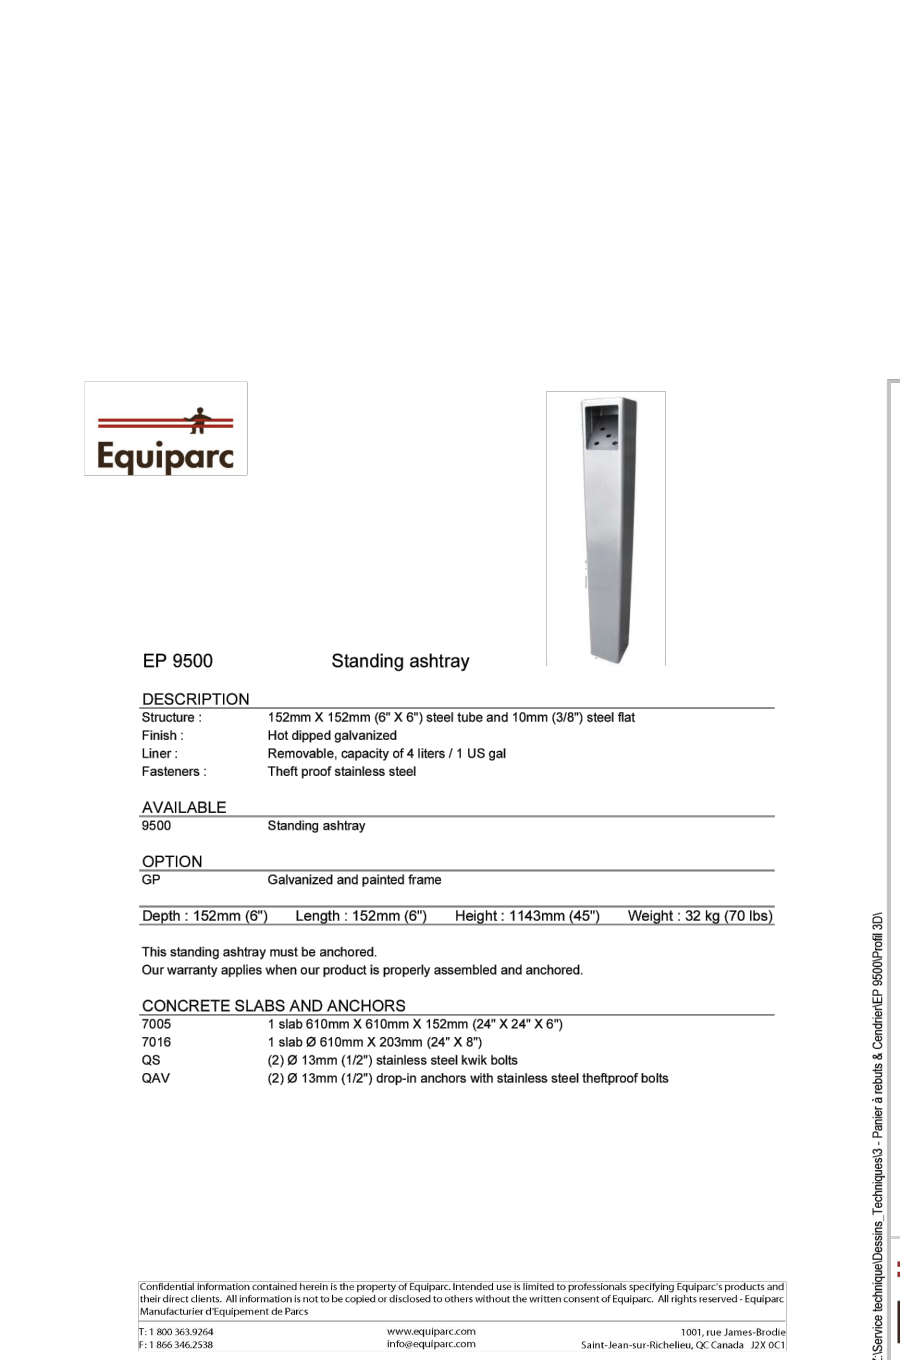 Equiparc
EP 9500 Standing ashtray
DESCRIPTION
Structure : 152mm X 152mm (6" X 6") steel tube and 10mm (3/8") steel flat
Finish : Hot dipped galvanized
Liner : Removable, capacity of 4 liters / 1 US gal
Fasteners : Theft proof stainless steel
AVAILABLE
9500 Standing ashtray
OPTION
GP Galvanized and painted frame
Depth : 152mm (6") Length : 152mm (6") Height : 1143mm (45") Weight : 32 kg (70 lbs)
This standing ashtray must be anchored.
Our warranty applies when our product is properly assembled and anchored.
CONCRETE SLABS AND ANCHORS
7005 1 slab 610mm X 610mm X 152mm (24" X 24" X 6")
7016 1 slab Ø 610mm X 203mm (24" X 8")
QS (2) Ø 13mm (1/2") stainless steel kwik bolts
QAV (2) Ø 13mm (1/2") drop-in anchors with stainless steel theftproof bolts
Confidential information contained herein is the property of Equiparc. Intended use is limited to professionals specifying Equiparc's products and
their direct clients. All information is not to be copied or disclosed to others without the written consent of Equiparc. All rights reserved - Equiparc
Manufacturier d'Equipement de Parcs
T: 1 800 363.9264 www.equiparc.com 1001, rue James-Brodie
F: 1 866 346.2538 info@equiparc.com Saint-Jean-sur-Richelieu, QC Canada J2X 0C1
:\Service technique\Dessins_Techniques\3 - Panier à rebuts & Cendrier\EP 9500\Profil 3D\